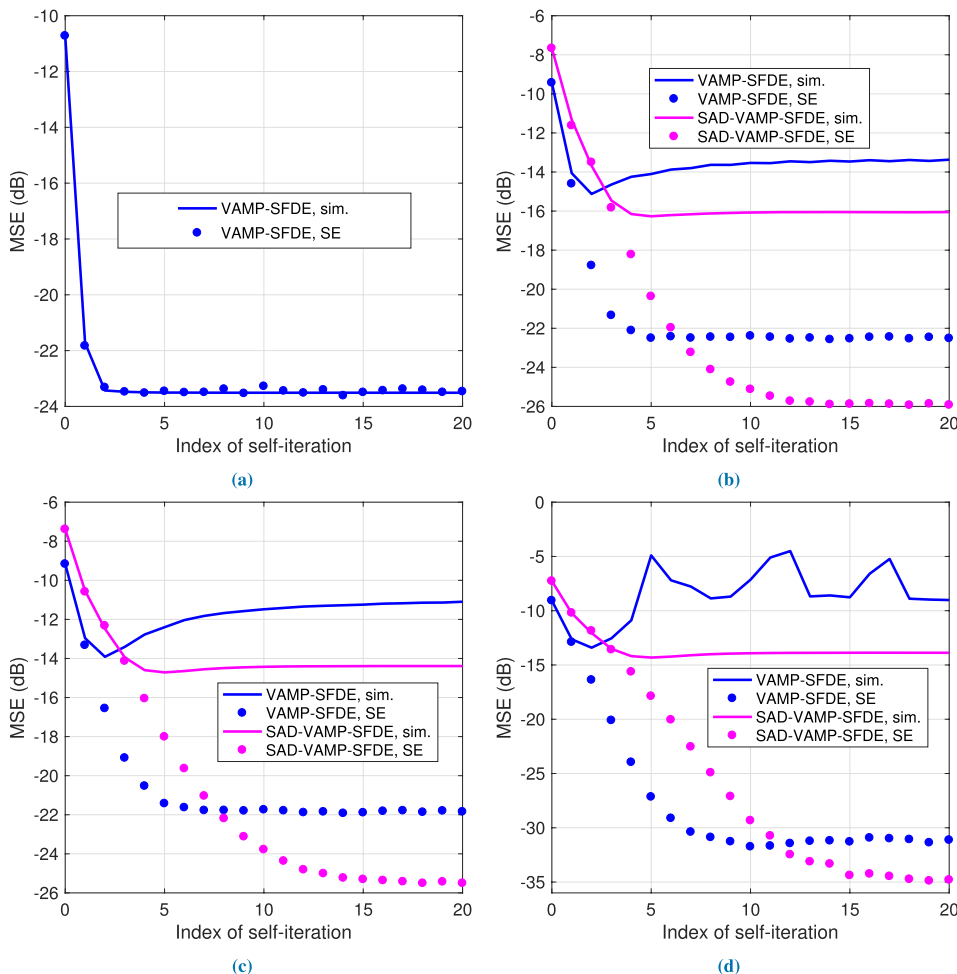 -10
-12
-14
-16
-18
-20
-22
-24
MSE (dB)
VAMP-SFDE, sim.
VAMP-SFDE, SE
0 5 10 15 20
Index of self-iteration
(a)
-6
-8
-10
-12
-14
-16
-18
-20
-22
-24
-26
MSE (dB)
VAMP-SFDE, sim.
VAMP-SFDE, SE
SAD-VAMP-SFDE, sim.
SAD-VAMP-SFDE, SE
0 5 10 15 20
Index of self-iteration
(b)
-6
-8
-10
-12
-14
-16
-18
-20
-22
-24
-26
MSE (dB)
VAMP-SFDE, sim.
VAMP-SFDE, SE
SAD-VAMP-SFDE, sim.
SAD-VAMP-SFDE, SE
0 5 10 15 20
Index of self-iteration
(c)
0
-5
-10
-15
-20
-25
-30
-35
MSE (dB)
VAMP-SFDE, sim.
VAMP-SFDE, SE
SAD-VAMP-SFDE, sim.
SAD-VAMP-SFDE, SE
0 5 10 15 20
Index of self-iteration
(d)